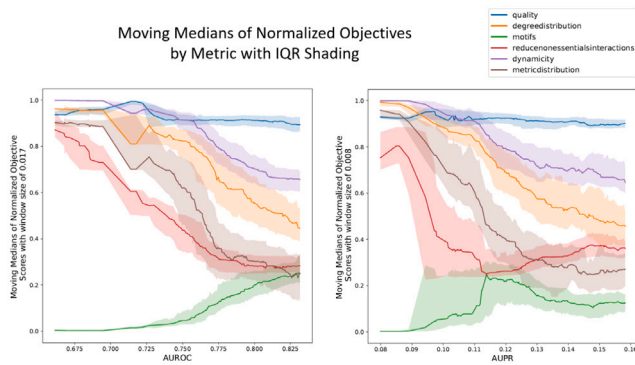 Moving Medians of Normalized Objectives
by Metric with IQR Shading
quality
degreedistribution
motifs
reducenonessentialsinteractions
dynamicity
metricdistribution
Moving Medians of Normalized Objective
Scores with window size of 0.017
1.0
0.8
0.6
0.4
0.2
0.0
0.675 0.700 0.725 0.750 0.775 0.800 0.825
AUROC
Moving Medians of Normalized Objective
Scores with window size of 0.008
1.0
0.8
0.6
0.4
0.2
0.0
0.08 0.09 0.10 0.11 0.12 0.13 0.14 0.15 0.16
AUPR